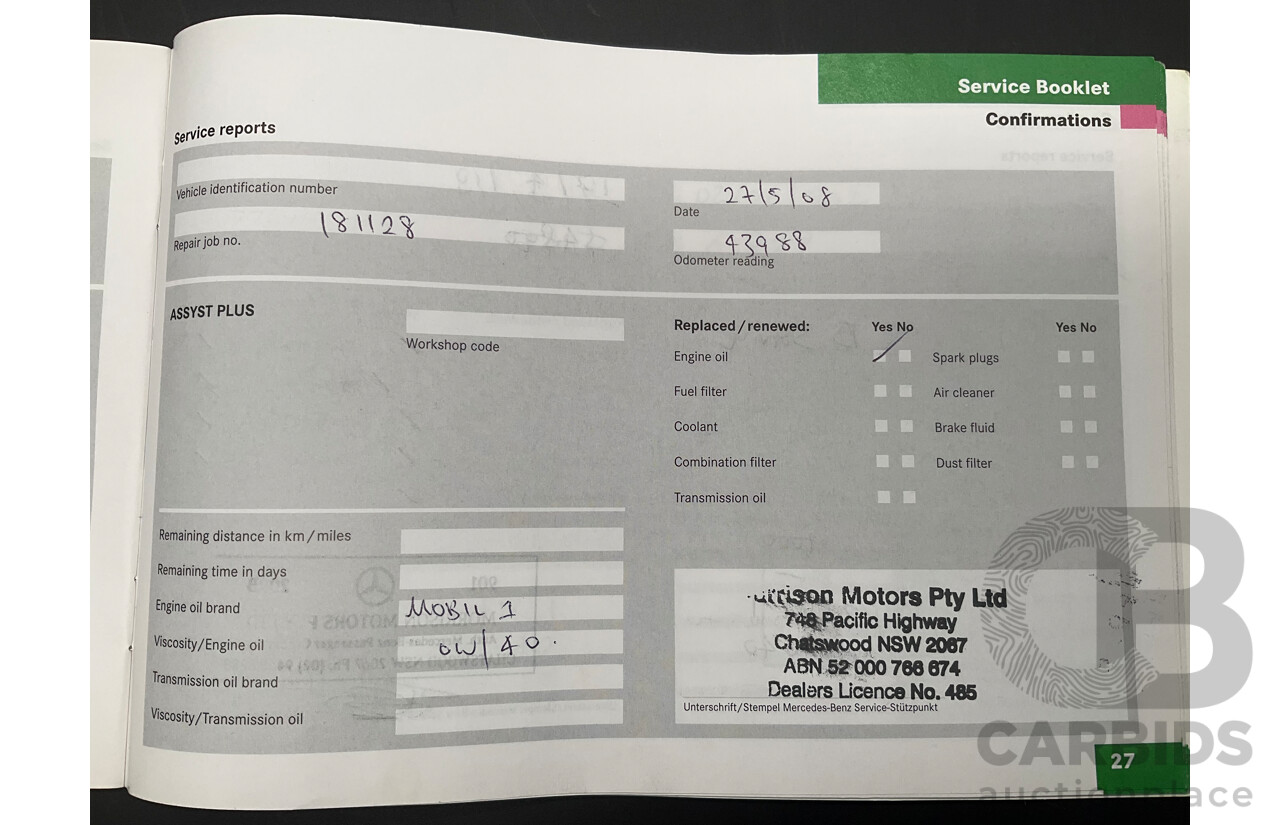 Service Booklet
Confirmations
Service reports
Vehicle identification number
27/5/08
Date
181128
Repair job no.
43988
Odometer reading
ASSYST PLUS
Workshop code
Replaced/renewed: Yes No Yes No
Engine oil Spark plugs
Fuel filter Air cleaner
Coolant Brake fluid
Combination filter Dust filter
Transmission oil
Remaining distance in km/miles
Remaining time in days
Engine oil brand MOBIL 1
Viscosity/Engine oil 0W/40.
Transmission oil brand
Viscosity/Transmission oil
Motors Pty Ltd
748 Pacific Highway
Chatswood NSW 2067
ABN 52 000 766 674
Dealers Licence No. 485
Unterschrift/Stempel Mercedes-Benz Service-Stützpunkt
27
CB
CARBIDS
auctionplace